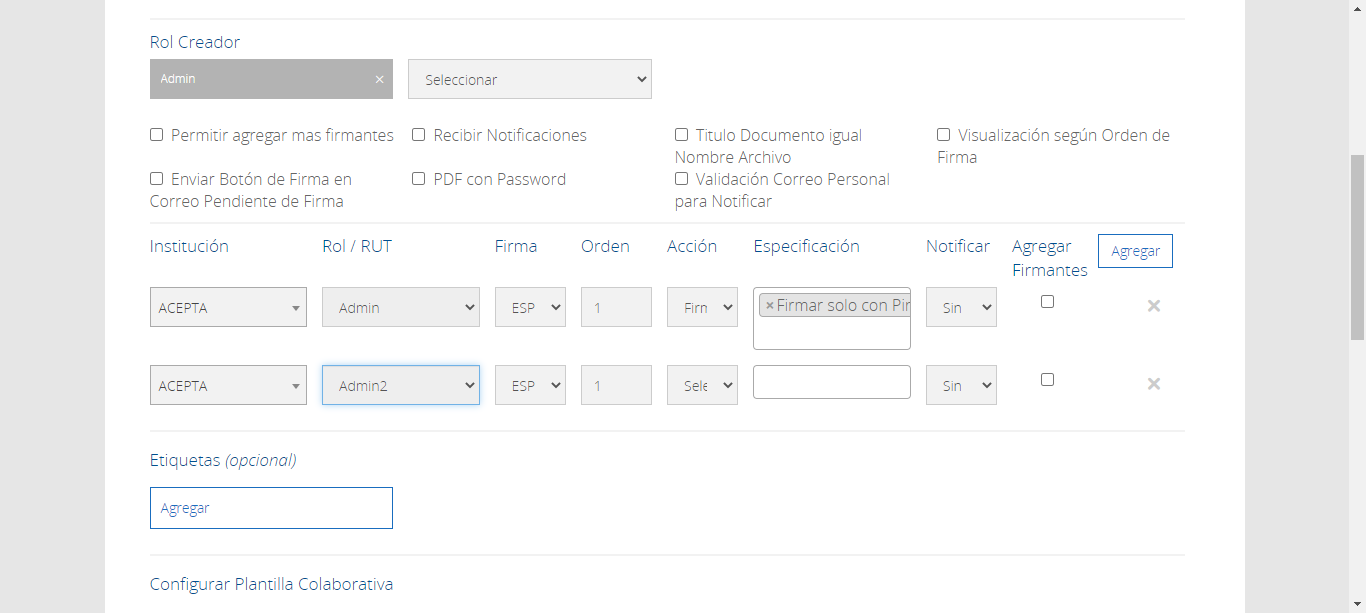 Rol Creador
Admin ×
Seleccionar
Permitir agregar mas firmantes
Recibir Notificaciones
Titulo Documento igual
Nombre Archivo
Visualización según Orden de
Firma
Enviar Botón de Firma en
Correo Pendiente de Firma
PDF con Password
Validación Correo Personal
para Notificar
Institución Rol / RUT Firma Orden Acción Especificación Notificar Agregar
Firmantes
Agregar
ACEPTA Admin ESP 1 Firm ×Firmar solo con Pin Sin ×
ACEPTA Admin2 ESP 1 Sele Sin ×
Etiquetas (opcional)
Agregar
Configurar Plantilla Colaborativa